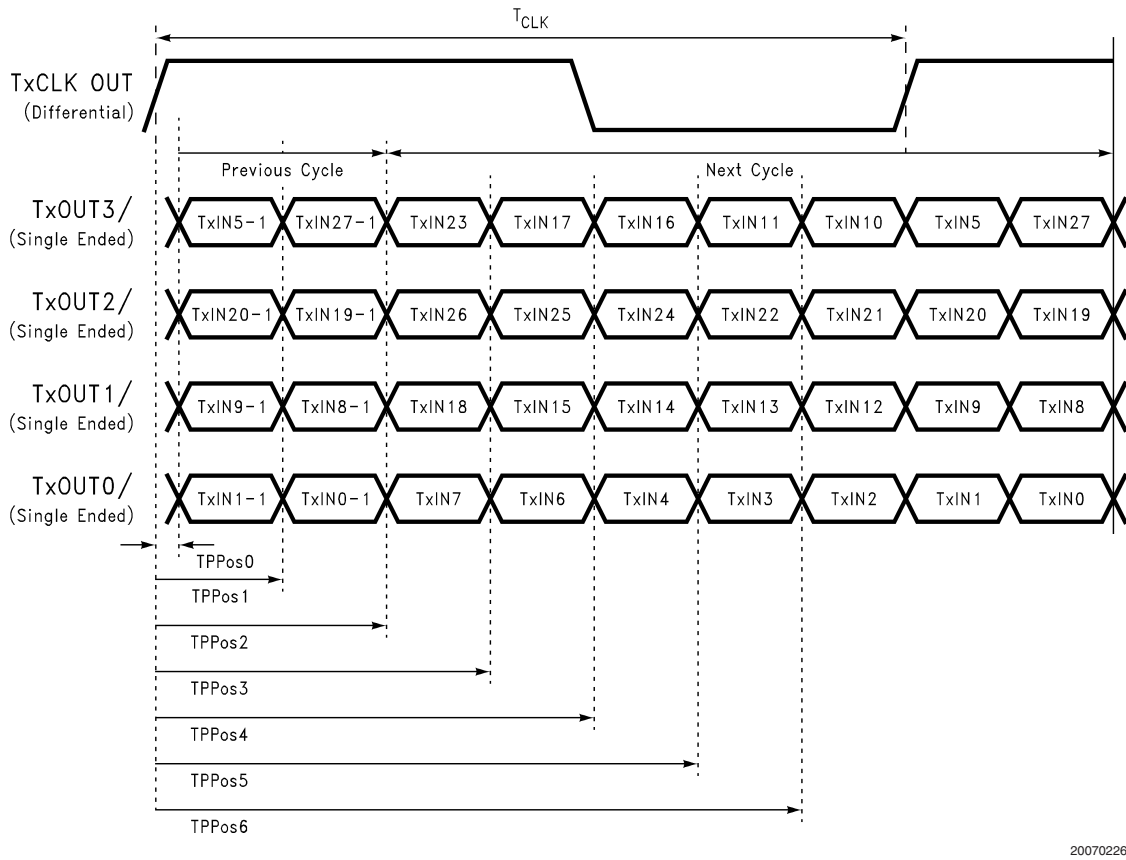 TCLK
TxCLK OUT
(Differential)
Previous Cycle
Next Cycle
TxOUT3/
(Single Ended)
TxIN5-1 TxIN27-1 TxIN23 TxIN17 TxIN16 TxIN11 TxIN10 TxIN5 TxIN27
TxOUT2/
(Single Ended)
TxIN20-1 TxIN19-1 TxIN26 TxIN25 TxIN24 TxIN22 TxIN21 TxIN20 TxIN19
TxOUT1/
(Single Ended)
TxIN9-1 TxIN8-1 TxIN18 TxIN15 TxIN14 TxIN13 TxIN12 TxIN9 TxIN8
TxOUT0/
(Single Ended)
TxIN1-1 TxIN0-1 TxIN7 TxIN6 TxIN4 TxIN3 TxIN2 TxIN1 TxIN0
TPPos0
TPPos1
TPPos2
TPPos3
TPPos4
TPPos5
TPPos6
20070226